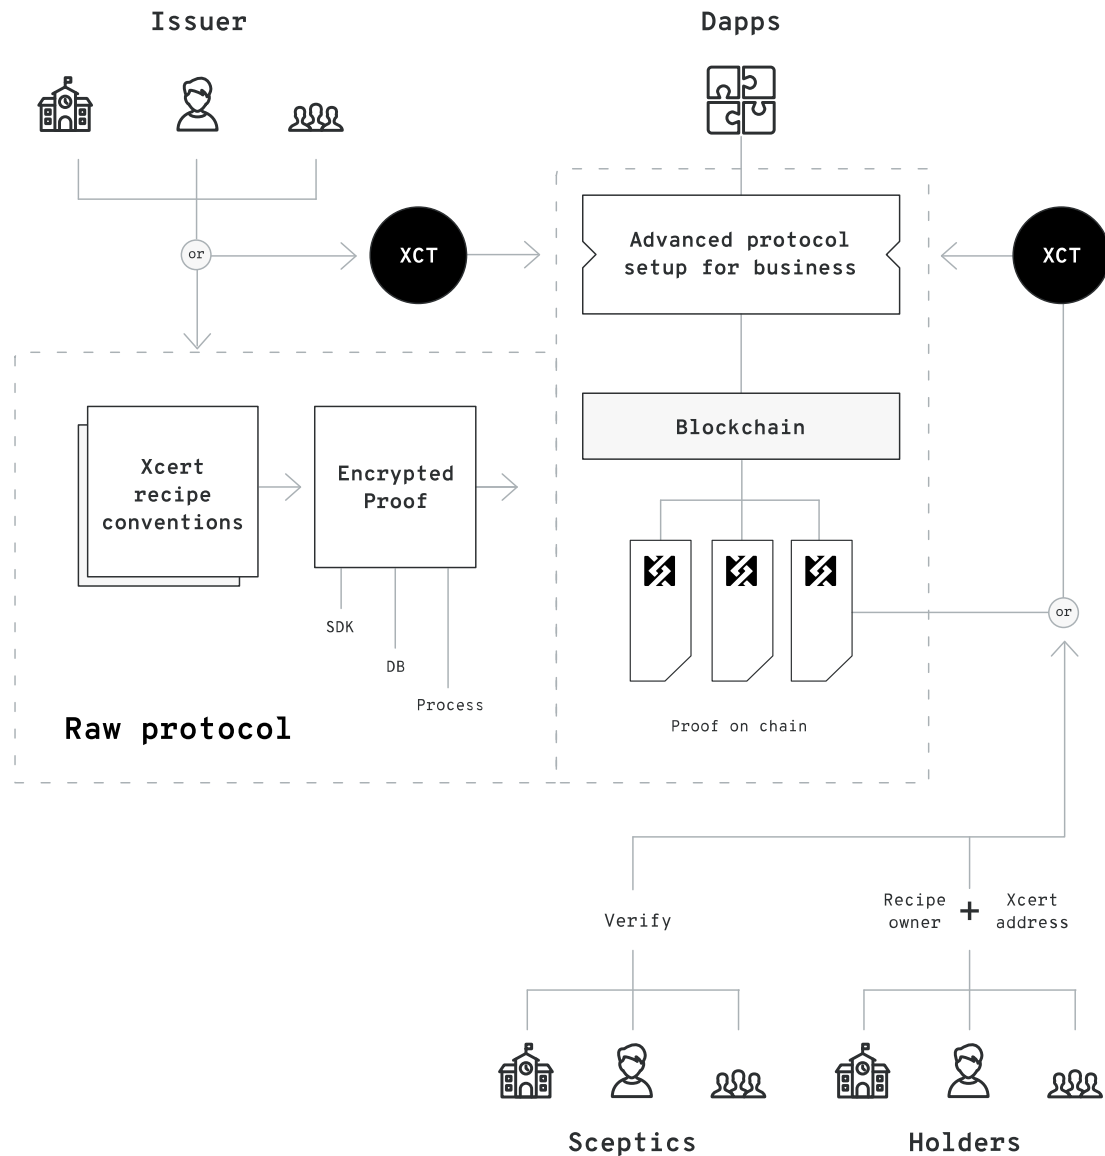 Issuer
Dapps
or
XCT
Advanced protocol
setup for business
XCT
Blockchain
Xcert
recipe
conventions
Encrypted
Proof
SDK
DB
Process
or
Raw protocol
Proof on chain
Verify
Recipe
owner
+
Xcert
address
Sceptics
Holders